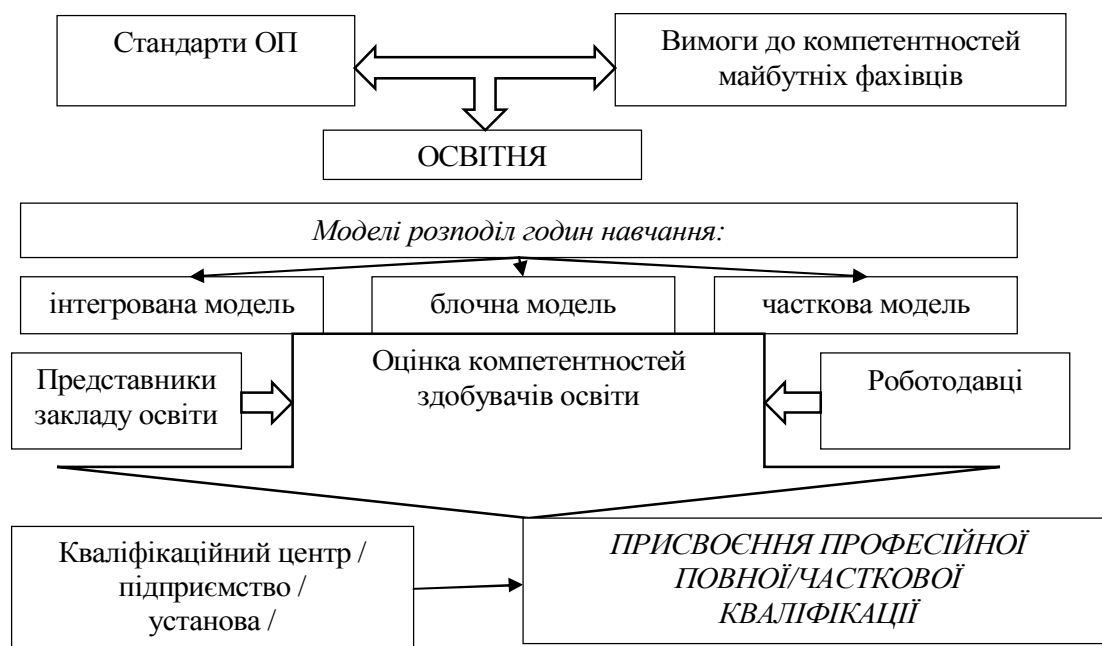 Стандарти ОП
Вимоги до компетентностей
майбутніх фахівців
ОСВІТНЯ
Моделі розподіл годин навчання:
інтегрована модель
блочна модель
часткова модель
Представники
закладу освіти
Оцінка компетентностей
здобувачів освіти
Роботодавці
Кваліфікаційний центр /
підприємство /
установа /
ПРИСВОЄННЯ ПРОФЕСІЙНОЇ
ПОВНОЇ/ЧАСТКОВОЇ
КВАЛІФІКАЦІЇ